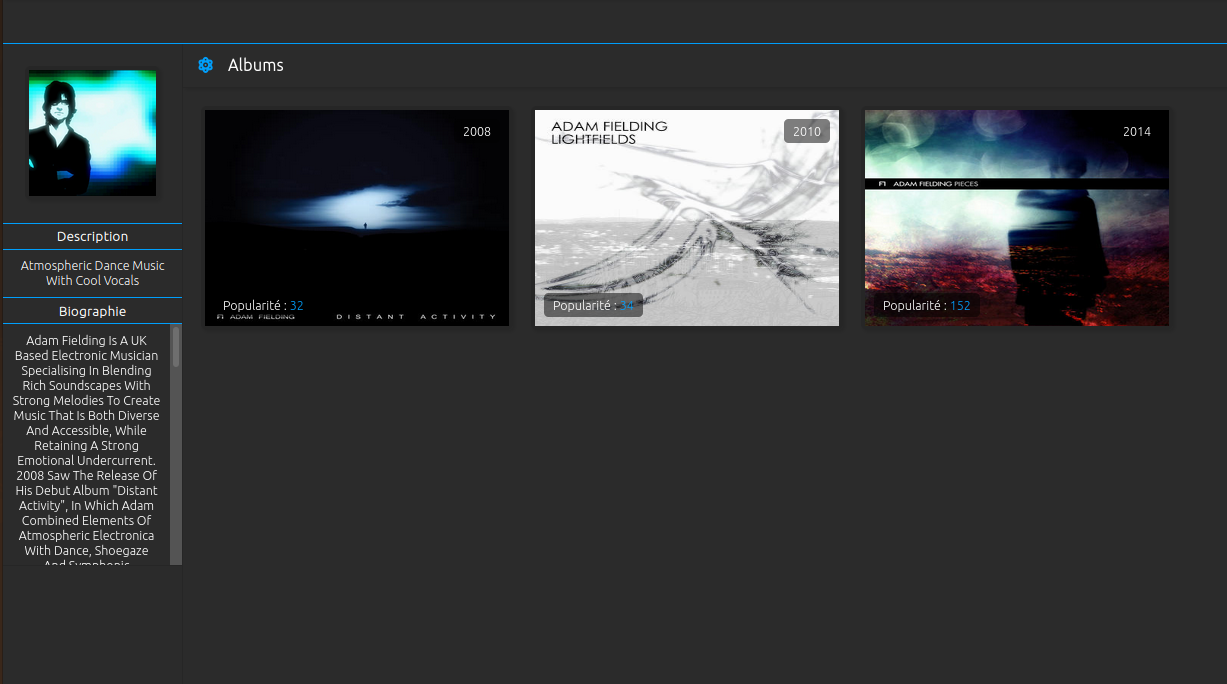 Albums
Description
Atmospheric Dance Music
With Cool Vocals
Biographie
Adam Fielding Is A UK
Based Electronic Musician
Specialising In Blending
Rich Soundscapes With
Strong Melodies To Create
Music That Is Both Diverse
And Accessible, While
Retaining A Strong
Emotional Undercurrent.
2008 Saw The Release Of
His Debut Album "Distant
Activity", In Which Adam
Combined Elements Of
Atmospheric Electronica
With Dance, Shoegaze
And Symphonic
2008
Popularité : 32
ADAM FIELDING
DISTANT ACTIVITY
ADAM FIELDING
LIGHTFIELDS
2010
Popularité :
2014
ADAM FIELDING PIECES
Popularité : 152